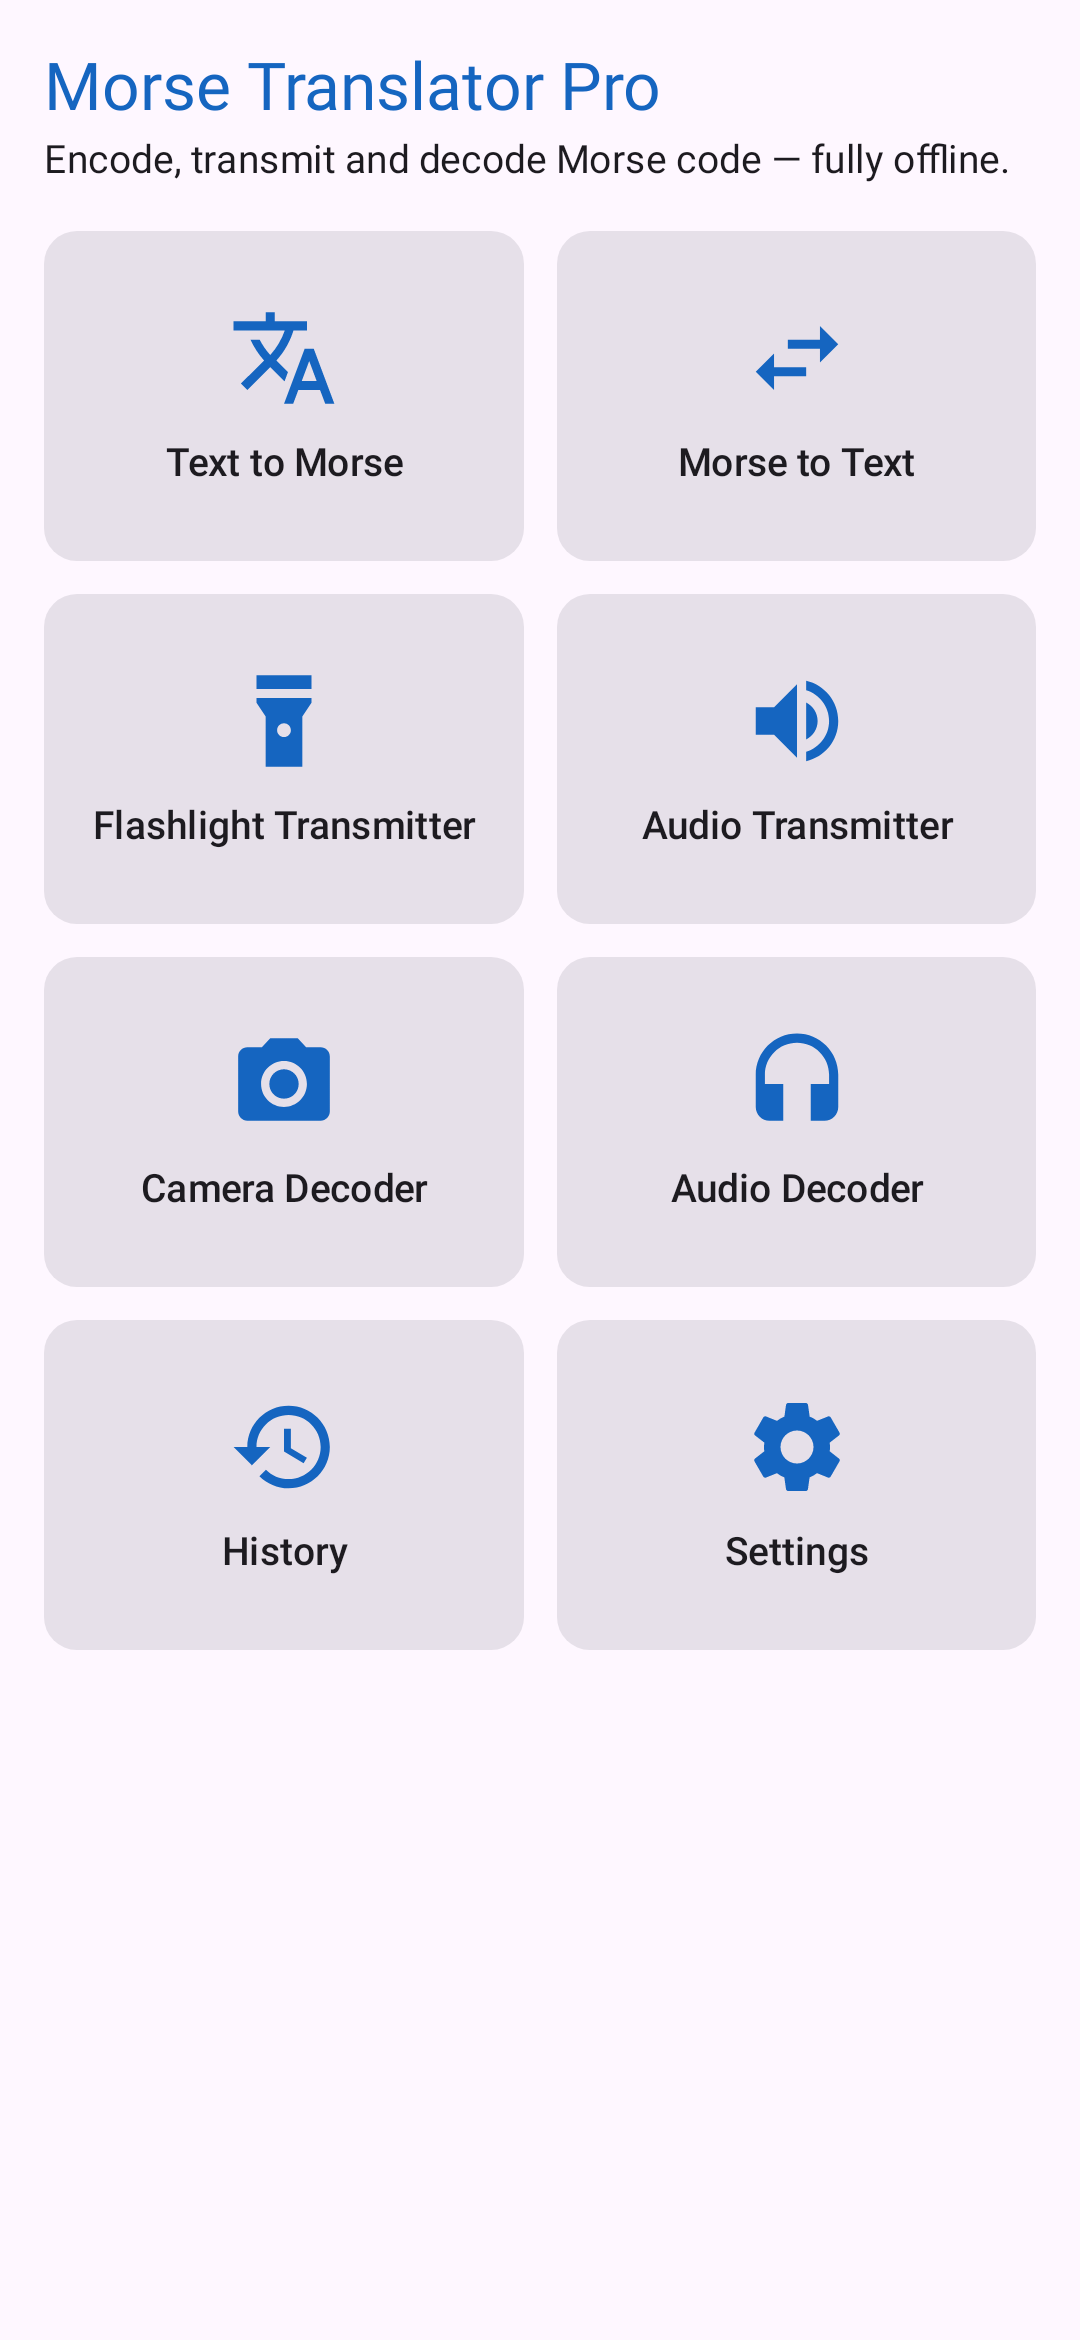 Morse Translator Pro
Encode, transmit and decode Morse code — fully offline.
Text to Morse
Morse to Text
Flashlight Transmitter
Audio Transmitter
Camera Decoder
Audio Decoder
History
Settings